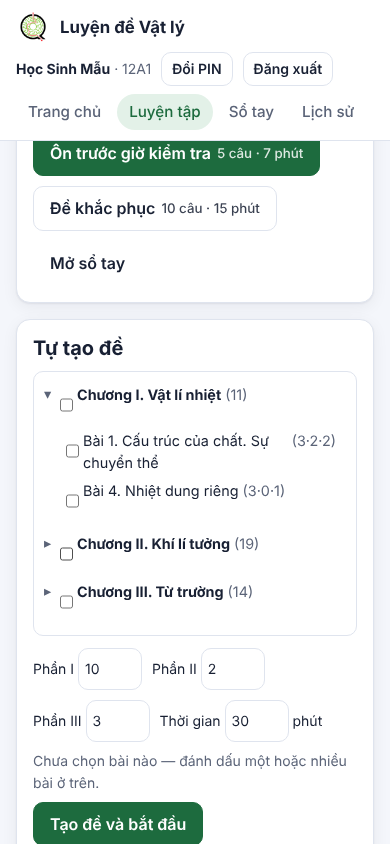 Luyện đề Vật lý
Học Sinh Mẫu · 12A1 Đổi PIN Đăng xuất
Trang chủ Luyện tập Sổ tay Lịch sử
Ôn trước giờ kiểm tra 5 câu · 7 phút
Đề khắc phục 10 câu · 15 phút
Mở sổ tay
Tự tạo đề
▾ Chương I. Vật lí nhiệt (11)
Bài 1. Cấu trúc của chất. Sự (3·2·2)
chuyển thể
Bài 4. Nhiệt dung riêng (3·0·1)
▸ Chương II. Khí lí tưởng (19)
▸ Chương III. Từ trường (14)
Phần I 10 Phần II 2
Phần III 3 Thời gian 30 phút
Chưa chọn bài nào — đánh dấu một hoặc nhiều
bài ở trên.
Tạo đề và bắt đầu